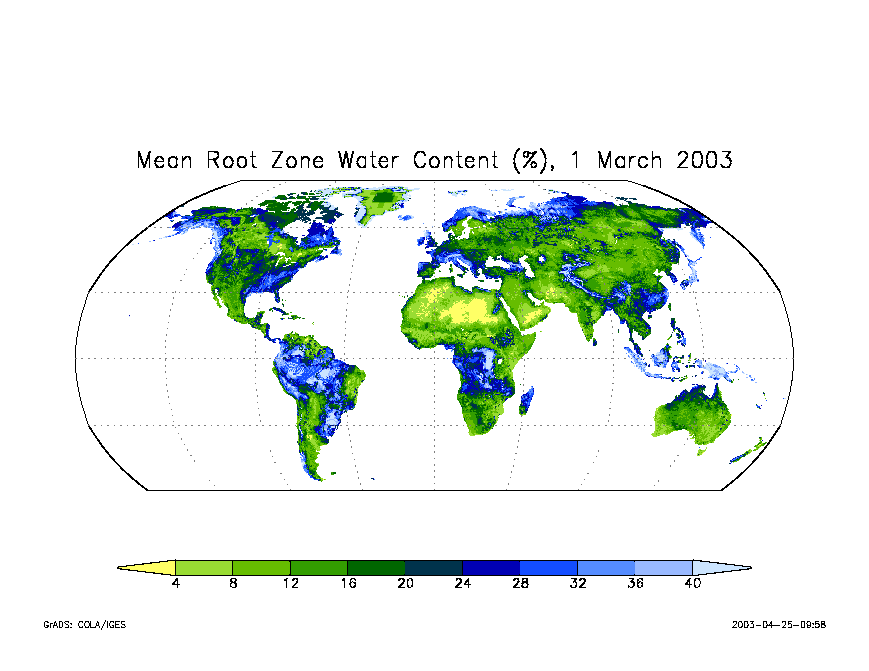 Mean Root Zone Water Content (%), 1 March 2003
4 8 12 16 20 24 28 32 36 40
GrADS: COLA/IGES
2003-04-25-09:58